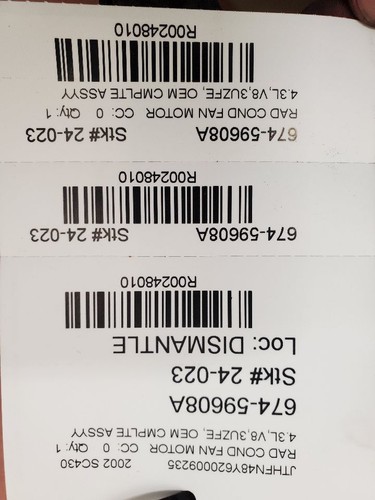 JTHFN48Y620009235 2002 SC430
RAD COND FAN MOTOR CC: 0 Qty: 1
4.3L,V8,3UZFE, OEM CMPLTE ASSYY
674-59608A
Stk# 24-023
Loc: DISMANTLE
R00248010
674-59608A Stk# 24-023
R00248010
674-59608A Stk# 24-023
RAD COND FAN MOTOR CC: 0 Qty: 1
4.3L,V8,3UZFE, OEM CMPLTE ASSYY
R00248010